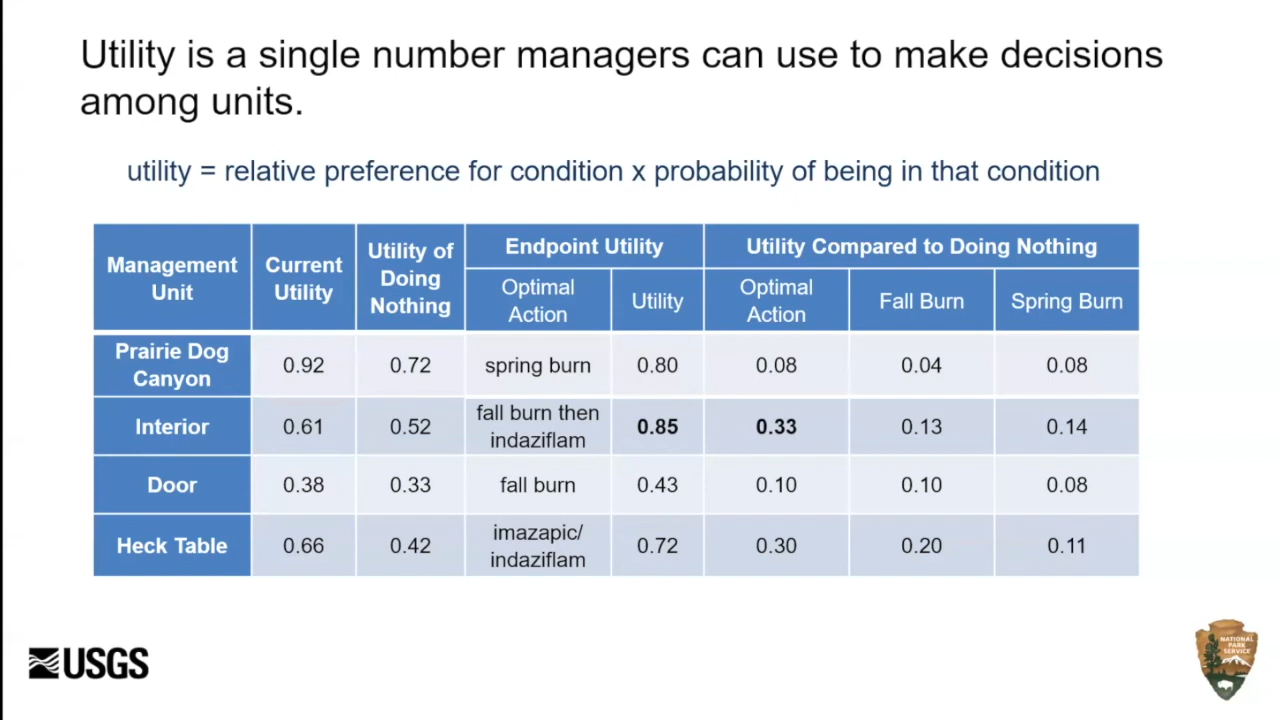 Utility is a single number managers can use to make decisions
among units.
utility = relative preference for condition x probability of being in that condition
Management
Unit
Current
Utility
Utility of
Doing
Nothing
Endpoint Utility
Utility Compared to Doing Nothing
Optimal
Action
Utility
Optimal
Action
Fall Burn
Spring Burn
Prairie Dog
Canyon
0.92
0.72
spring burn
0.80
0.08
0.04
0.08
Interior
0.61
0.52
fall burn then
indaziflam
0.85
0.33
0.13
0.14
Door
0.38
0.33
fall burn
0.43
0.10
0.10
0.08
Heck Table
0.66
0.42
imazapic/
indaziflam
0.72
0.30
0.20
0.11
USGS
NATIONAL
PARK
SERVICE